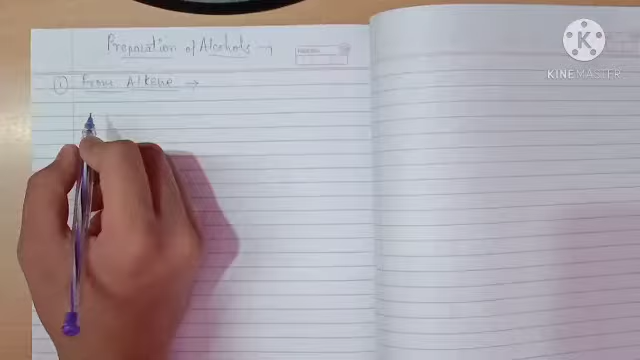 Preparation of Alcohols →
① From Alkene →
KINEMASTER